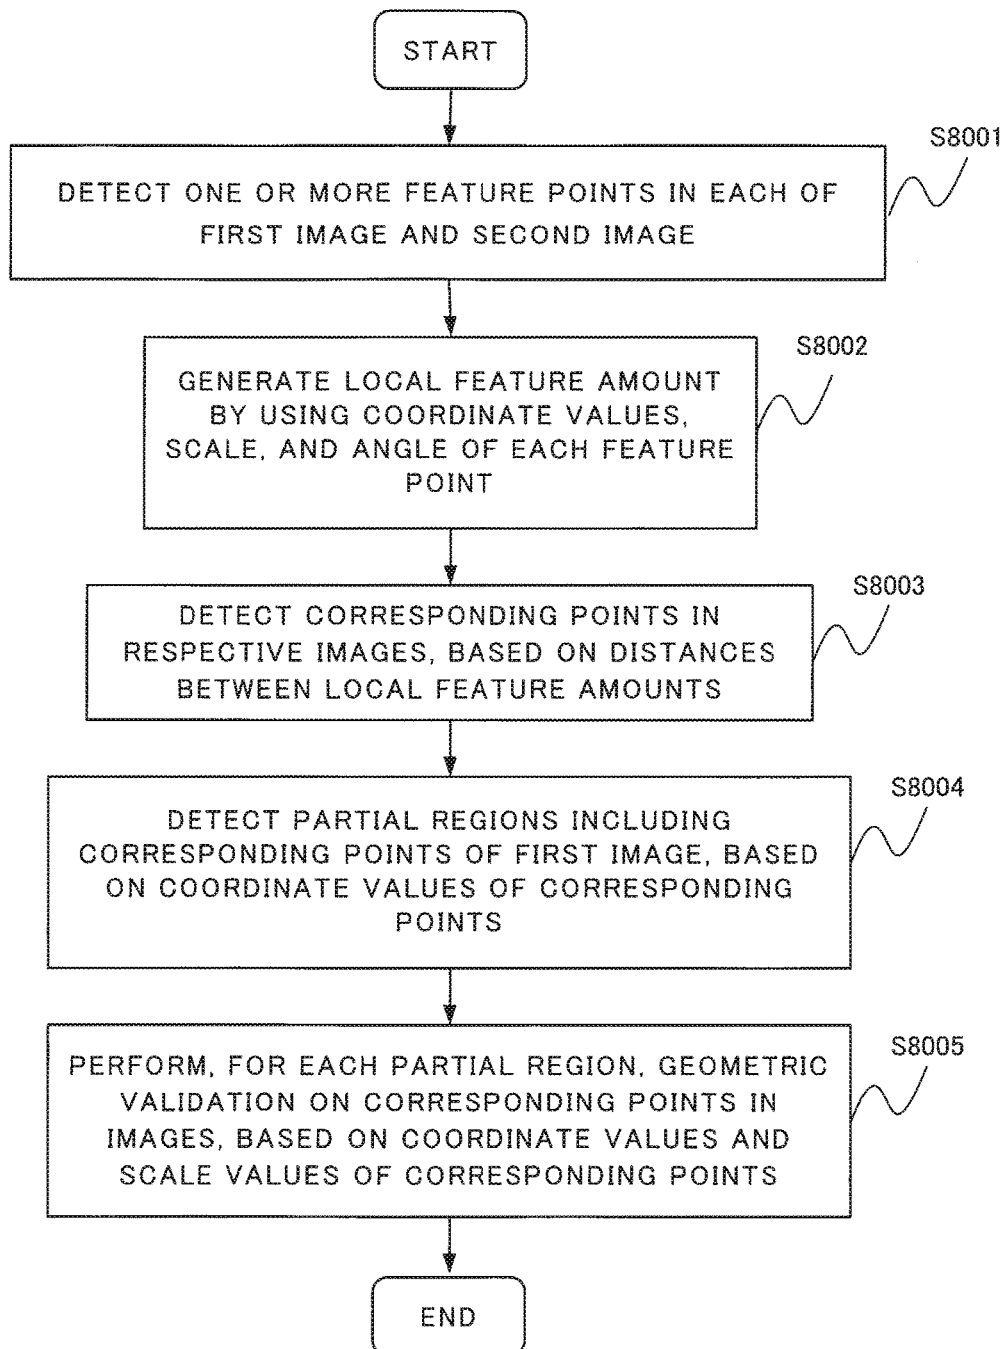 START
S8001
DETECT ONE OR MORE FEATURE POINTS IN EACH OF
FIRST IMAGE AND SECOND IMAGE
S8002
GENERATE LOCAL FEATURE AMOUNT
BY USING COORDINATE VALUES,
SCALE, AND ANGLE OF EACH FEATURE
POINT
S8003
DETECT CORRESPONDING POINTS IN
RESPECTIVE IMAGES, BASED ON DISTANCES
BETWEEN LOCAL FEATURE AMOUNTS
S8004
DETECT PARTIAL REGIONS INCLUDING
CORRESPONDING POINTS OF FIRST IMAGE, BASED
ON COORDINATE VALUES OF CORRESPONDING
POINTS
S8005
PERFORM, FOR EACH PARTIAL REGION, GEOMETRIC
VALIDATION ON CORRESPONDING POINTS IN
IMAGES, BASED ON COORDINATE VALUES AND
SCALE VALUES OF CORRESPONDING POINTS
END